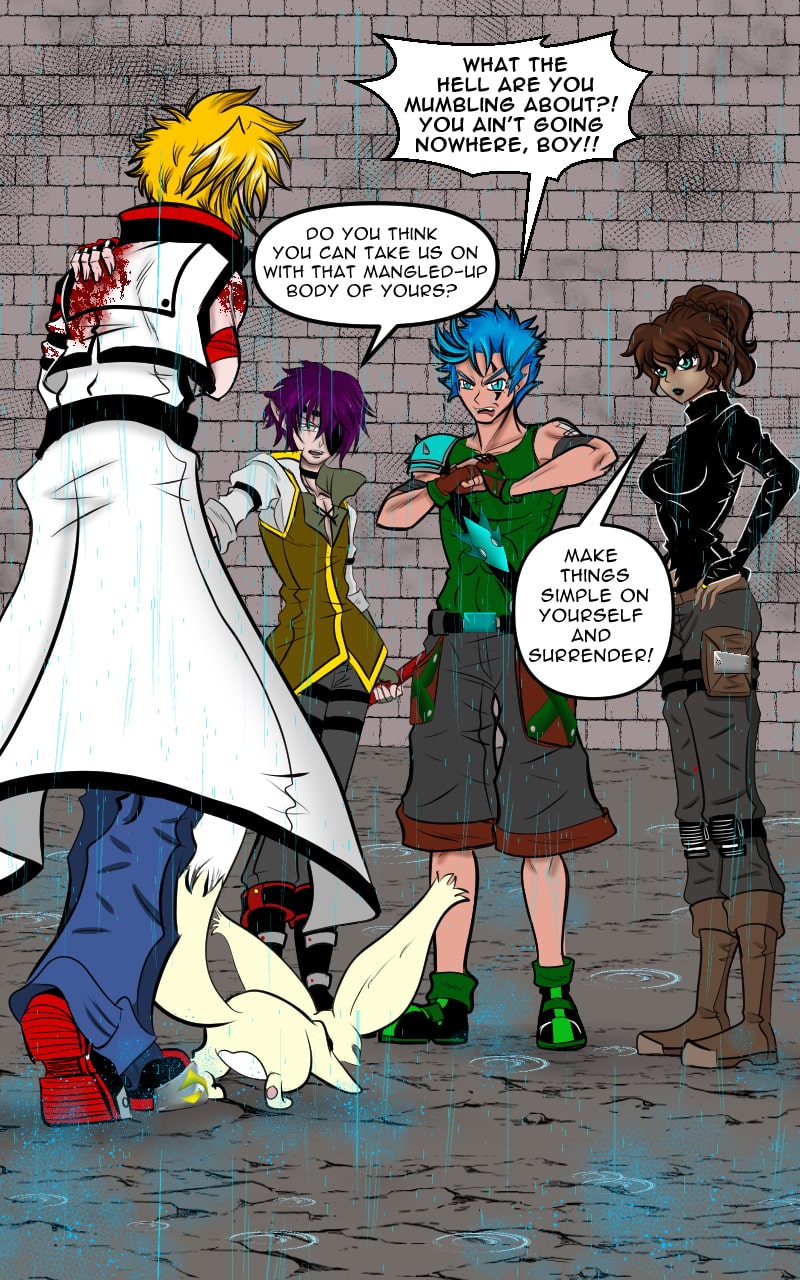 WHAT THE
HELL ARE YOU
MUMBLING ABOUT?!
YOU AIN'T GOING
NOWHERE, BOY!!
DO YOU THINK
YOU CAN TAKE US ON
WITH THAT MANGLED-UP
BODY OF YOURS?
MAKE
THINGS
SIMPLE ON
YOURSELF
AND
SURRENDER!